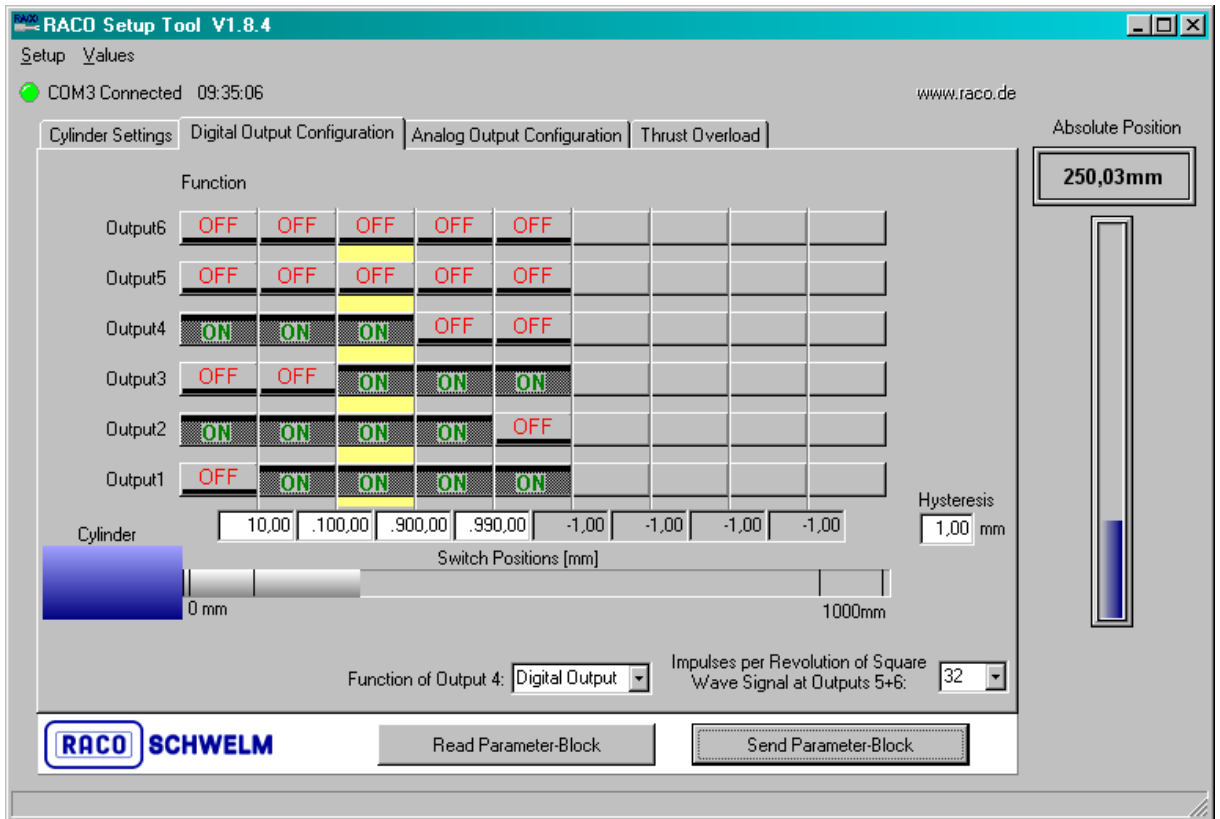 RACO Setup Tool V1.8.4
Setup Values
COM3 Connected 09:35:06 www.raco.de
Cylinder Settings Digital Output Configuration Analog Output Configuration Thrust Overload
Absolute Position
250,03mm
Function
Output6 OFF OFF OFF OFF OFF
Output5 OFF OFF OFF OFF OFF
Output4 ON ON ON OFF OFF
Output3 OFF OFF ON ON ON
Output2 ON ON ON ON OFF
Output1 OFF ON ON ON ON
Hysteresis
Cylinder 10,00 .100,00 .900,00 .990,00 -1,00 -1,00 -1,00 -1,00 1,00 mm
Switch Positions [mm]
0 mm 1000mm
Function of Output 4: Digital Output
Impulses per Revolution of Square
Wave Signal at Outputs 5+6: 32
RACO SCHWELM
Read Parameter-Block Send Parameter-Block